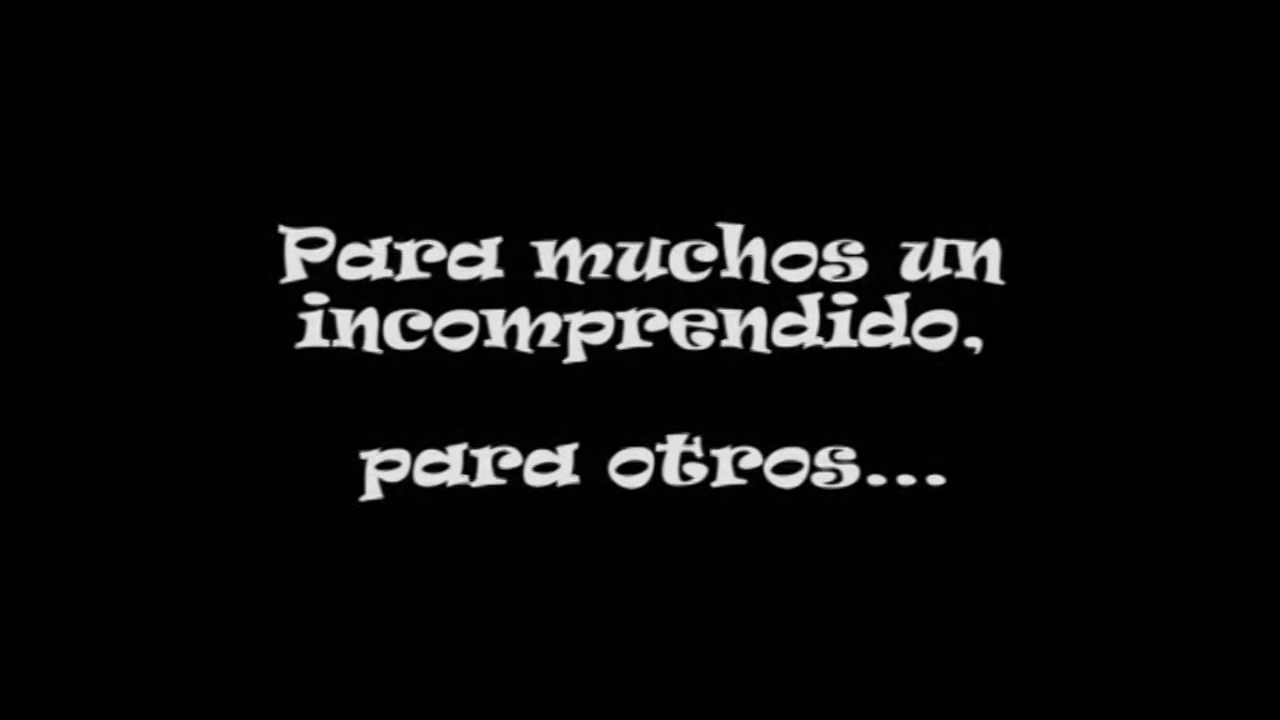 Para muchos un
incomprendido,
para otros...